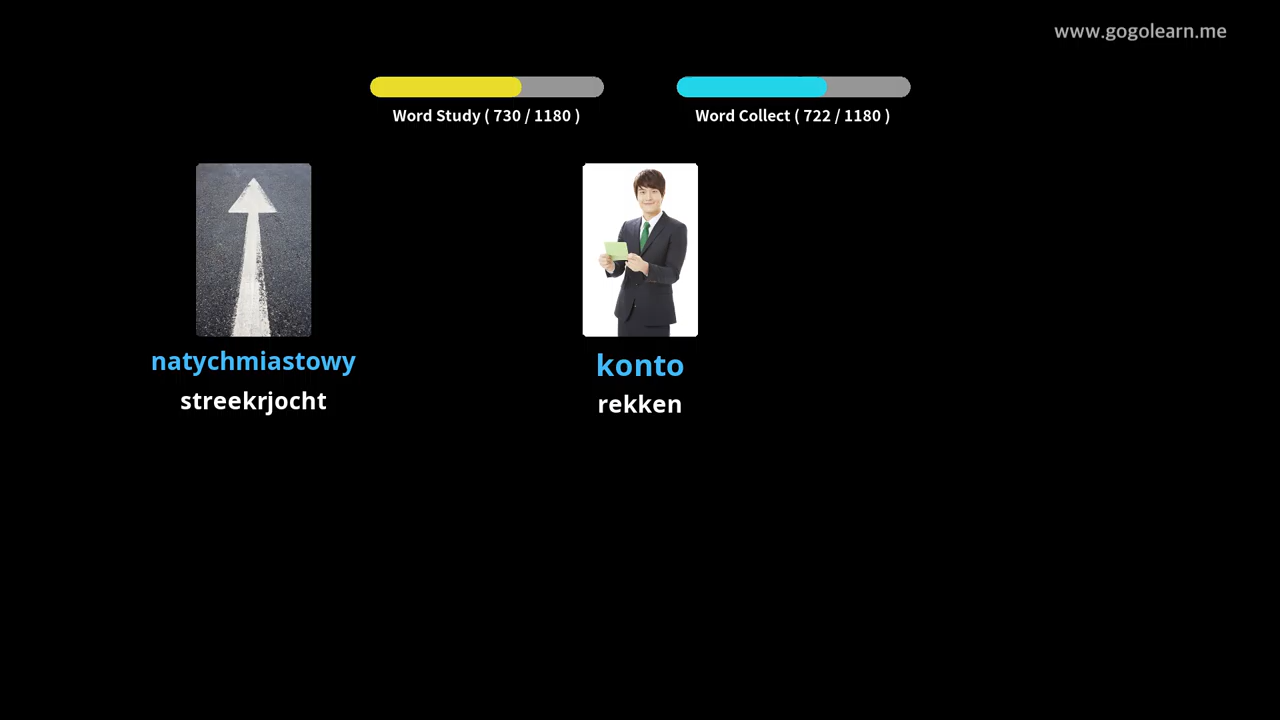 www.gogolearn.me
Word Study ( 730 / 1180 )
Word Collect ( 722 / 1180 )
natychmiastowy
streekrjocht
konto
rekken